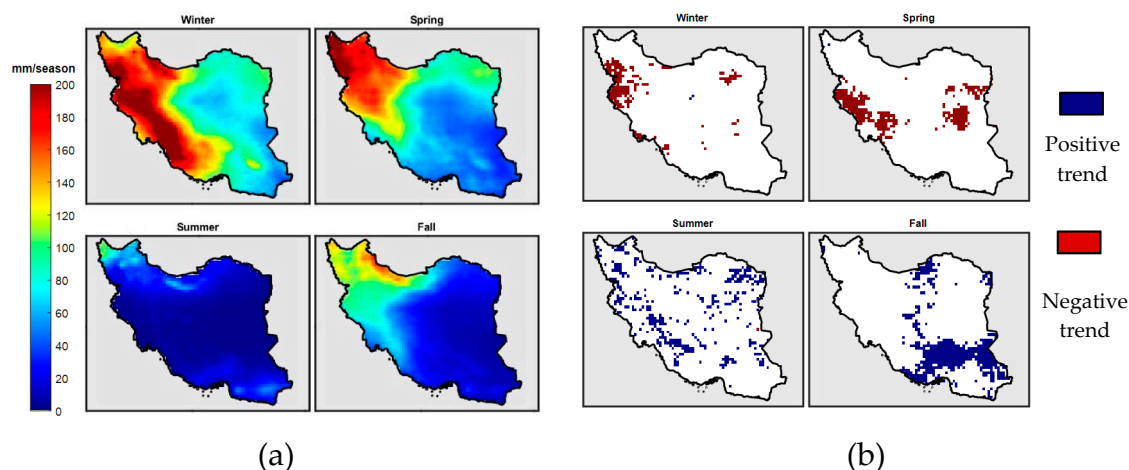 Winter
Spring
mm/season
200
180
160
140
120
100
80
60
40
20
0
Summer
Fall
(a)
Winter
Spring
Summer
Fall
Positive
trend
Negative
trend
(b)